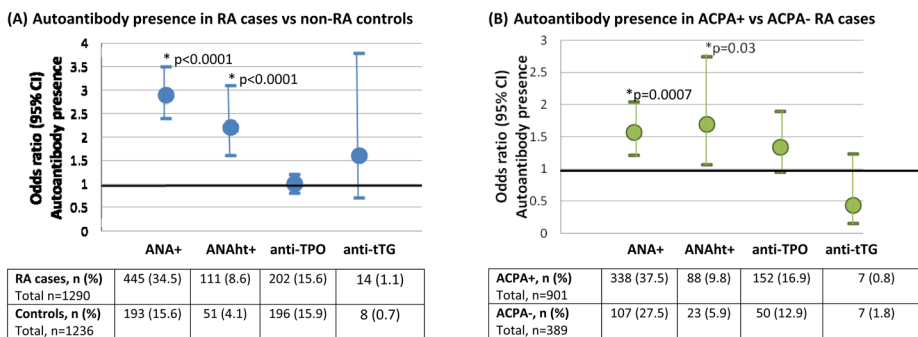 (A) Autoantibody presence in RA cases vs non-RA controls
Odds ratio (95% CI)
Autoantibody presence
4
3.5
3
2.5
2
1.5
1
0.5
0
* p<0.0001
* p<0.0001
ANA+ ANAht+ anti-TPO anti-tTG
RA cases, n (%) 445 (34.5) 111 (8.6) 202 (15.6) 14 (1.1)
Total n=1290
Controls, n (%) 193 (15.6) 51 (4.1) 196 (15.9) 8 (0.7)
Total, n=1236
(B) Autoantibody presence in ACPA+ vs ACPA- RA cases
Odds ratio (95% CI)
Autoantibody presence
3
2.5
2
1.5
1
0.5
0
*p=0.0007
*p=0.03
ANA+ ANAht+ anti-TPO anti-tTG
ACPA+, n (%) 338 (37.5) 88 (9.8) 152 (16.9) 7 (0.8)
Total, n=901
ACPA-, n (%) 107 (27.5) 23 (5.9) 50 (12.9) 7 (1.8)
Total, n=389